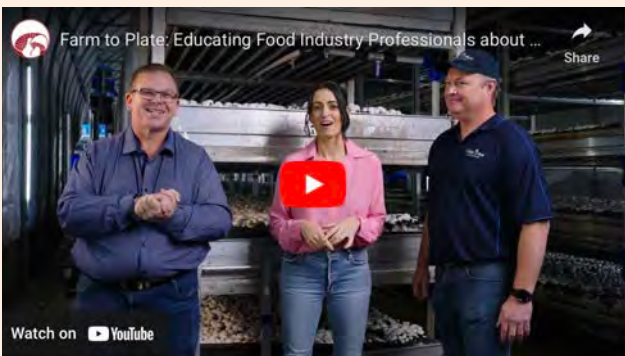 Farm to Plate: Educating Food Industry Professionals about ...
Share
Watch on YouTube